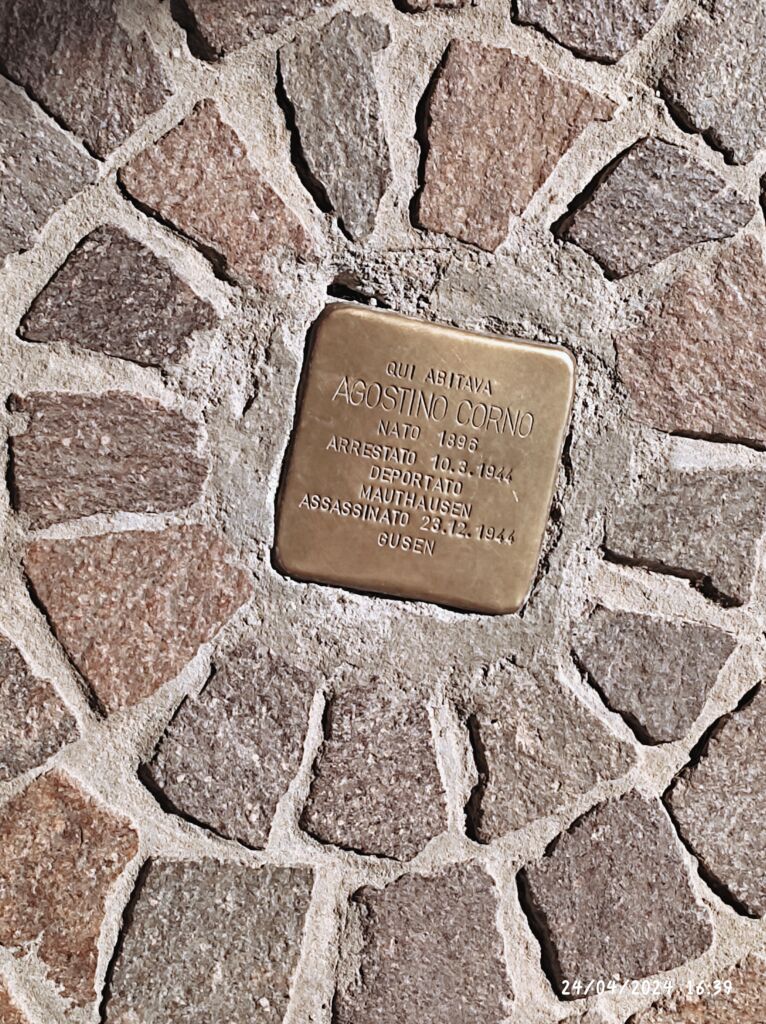 QUI ABITAVA
AGOSTINO CORNO
NATO 1896
ARRESTATO 10.3.1944
DEPORTATO
MAUTHAUSEN
ASSASSINATO 23.12.1944
GUSEN
24/04/2024 16:39